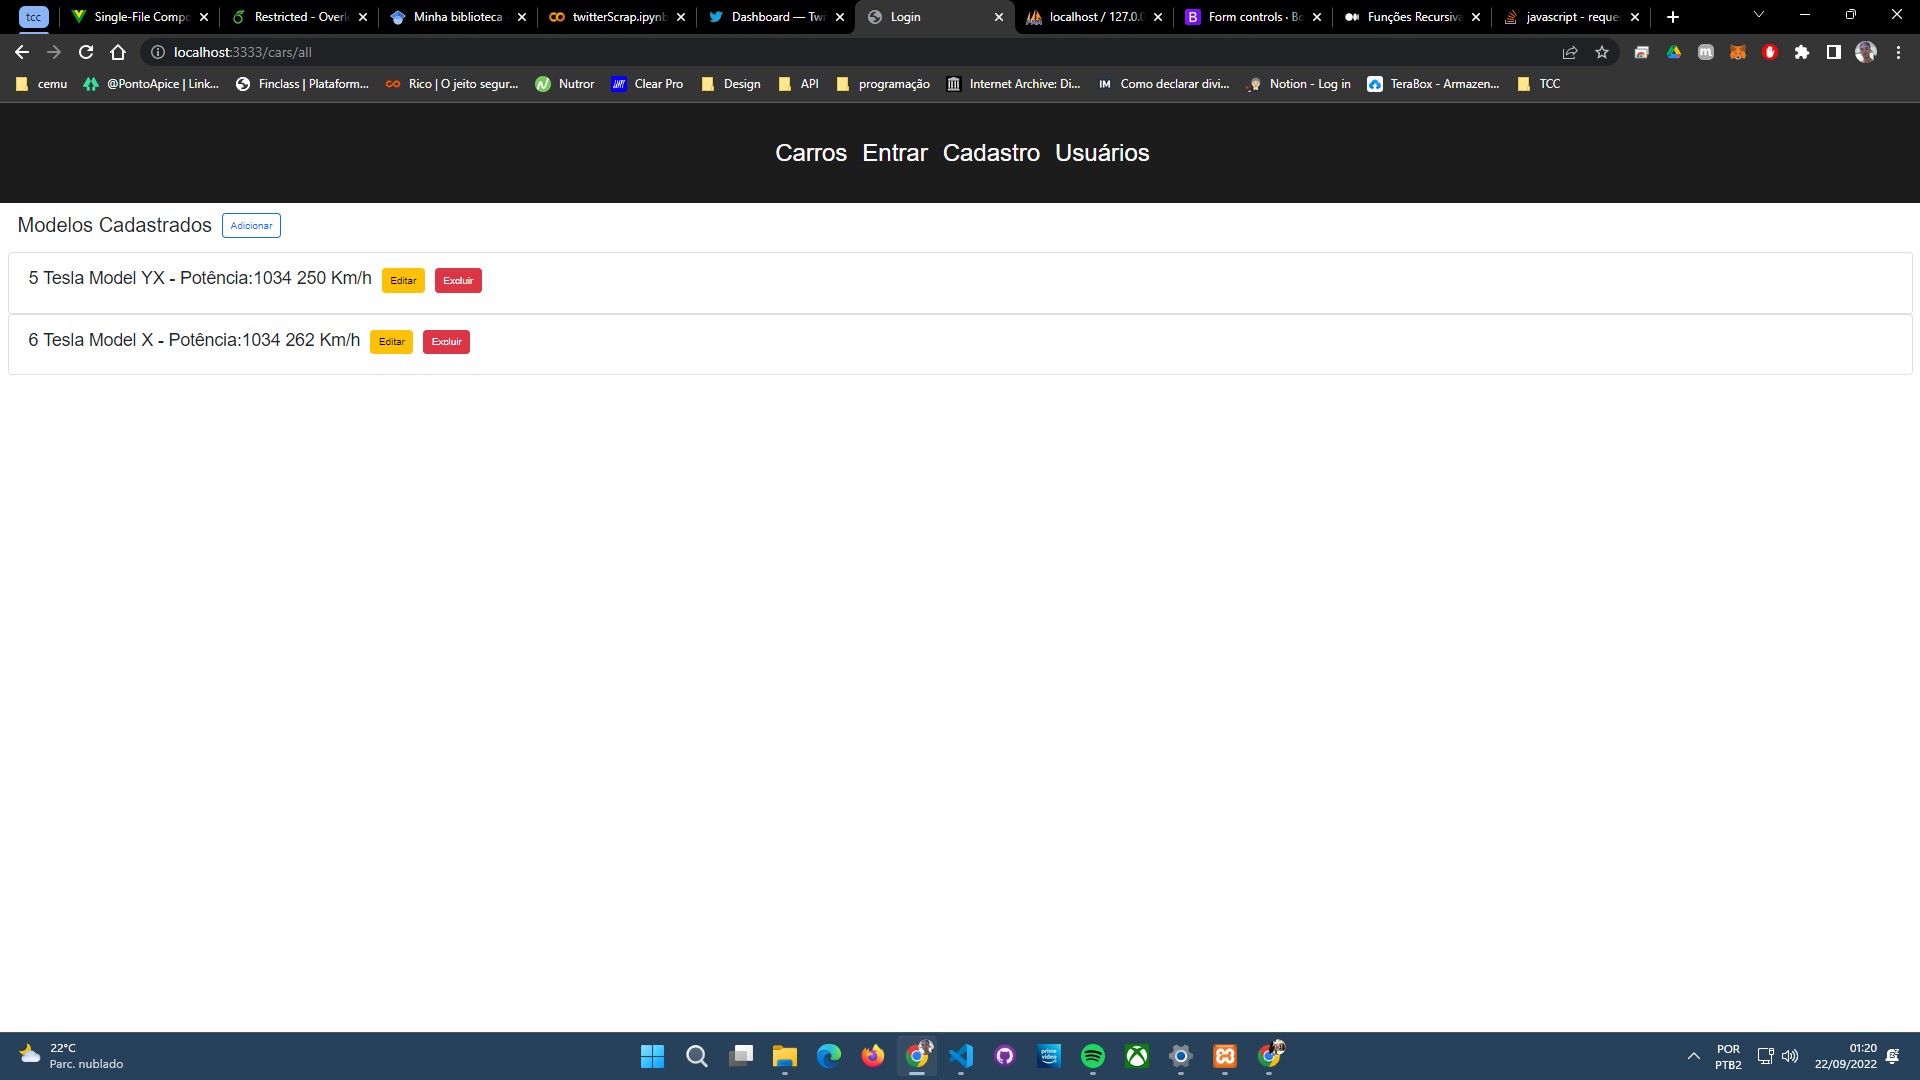 tcc Single-File Compo Restricted - Overl Minha biblioteca - twitterScrap.ipynb Dashboard — Twi Login localhost / 127.0.0 Form controls · Bo Funções Recursiva javascript - reque
localhost:3333/cars/all
cemu @PontoApice | Link... Finclass | Plataform... Rico | O jeito segur... Nutror Clear Pro Design API programação Internet Archive: Di... IM Como declarar divi... Notion - Log in TeraBox - Armazen... TCC
Carros Entrar Cadastro Usuários
Modelos Cadastrados Adicionar
5 Tesla Model YX - Potência:1034 250 Km/h Editar Excluir
6 Tesla Model X - Potência:1034 262 Km/h Editar Excluir
22°C
Parc. nublado
prime video
POR
PTB2
01:20
22/09/2022